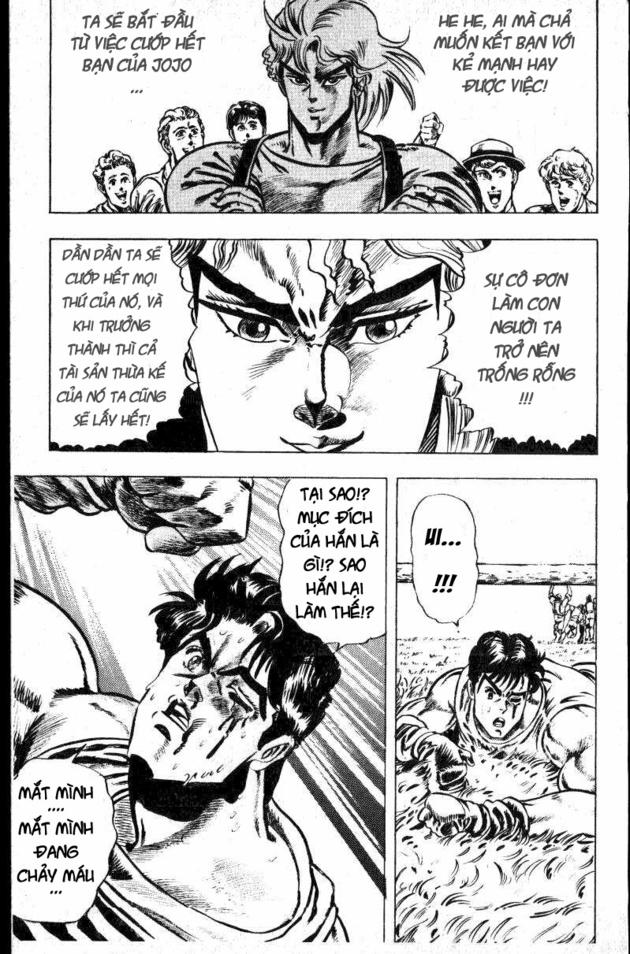 HE HE, AI MÀ CHẢ
MUỐN KẾT BẠN VỚI
KẺ MẠNH HAY
ĐƯỢC VIỆC!
TA SẼ BẮT ĐẦU
TỪ VIỆC CƯỚP HẾT
BẠN CỦA JOJO
...
SỰ CÔ ĐƠN
LÀM CON
NGƯỜI TA
TRỞ NÊN
TRỐNG RỖNG
!!!
DẦN DẦN TA SẼ
CƯỚP HẾT MỌI
THỨ CỦA NÓ, VÀ
KHI TRƯỞNG
THÀNH THÌ CẢ
TÀI SẢN THỪA KẾ
CỦA NÓ TA CŨNG
SẼ LẤY HẾT!
UI...
!!!
TẠI SAO!?
MỤC ĐÍCH
CỦA HẮN LÀ
GÌ!? SAO
HẮN LẠI
LÀM THẾ!?
MẮT MÌNH
....
MẮT MÌNH
ĐANG
CHẢY MÁU
...